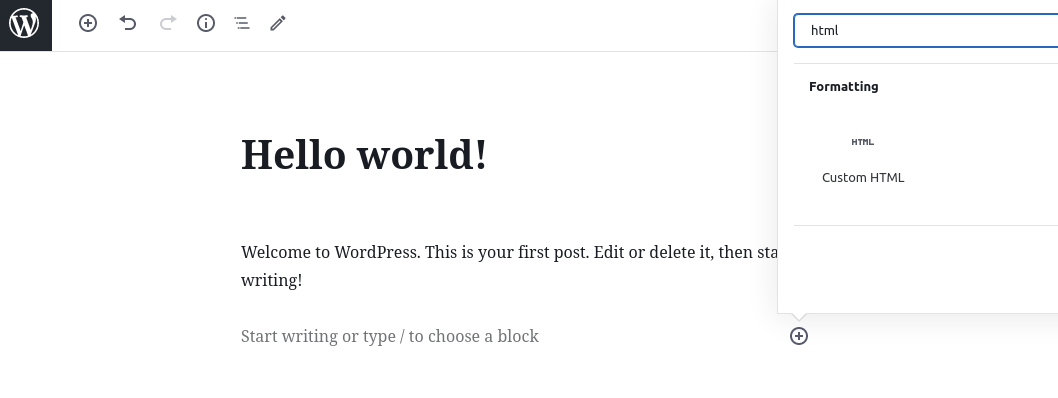 html
Formatting
HTML
Custom HTML
Hello world!
Welcome to WordPress. This is your first post. Edit or delete it, then sta
writing!
Start writing or type / to choose a block